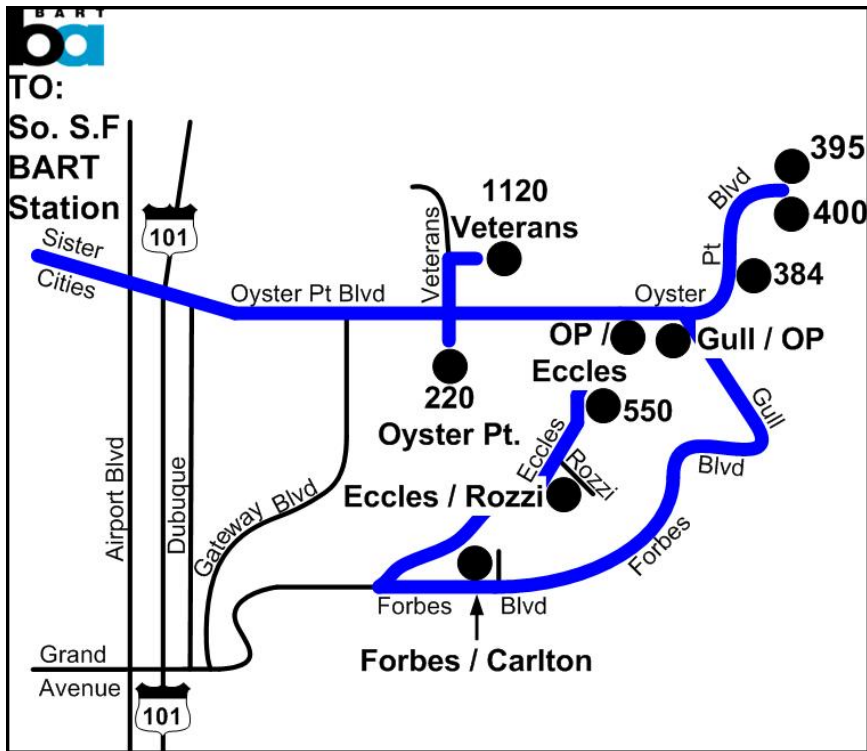 BART
ba
TO:
So. S.F
BART
Station
101
Sister
Cities
Oyster Pt Blvd
Veterans
1120
Veterans
395
400
384
Blvd
Pt
Oyster
OP /
Eccles
Gull / OP
220
Oyster Pt.
550
Eccles
Rozzi
Eccles / Rozzi
Gull
Blvd
Forbes
Airport Blvd
Dubuque
Gateway Blvd
Forbes
Blvd
Forbes / Carlton
Grand
Avenue
101